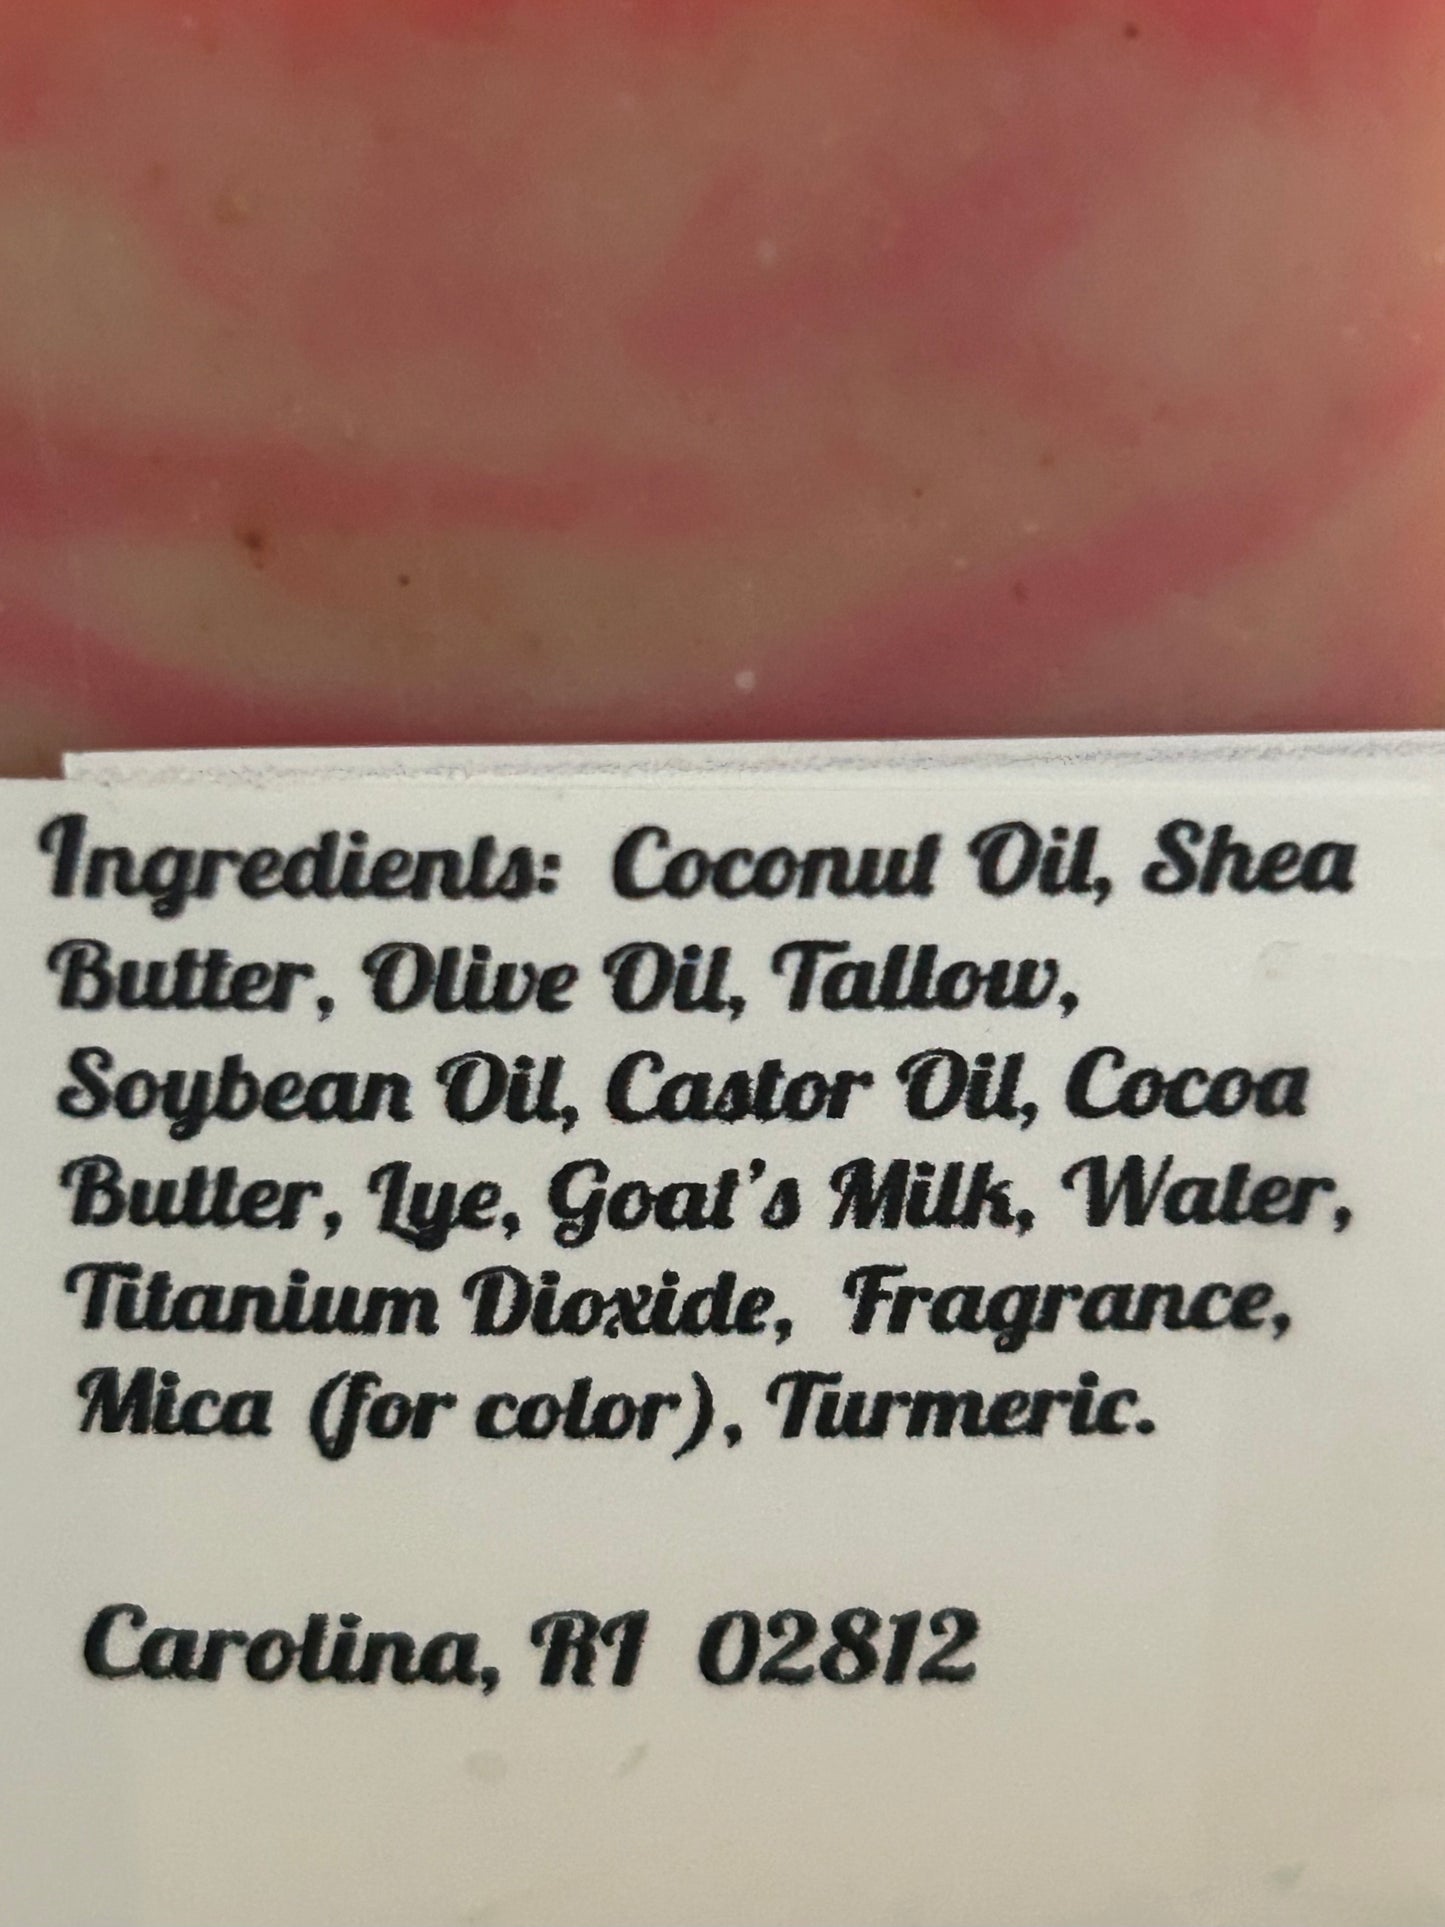 Ingredients: Coconut Oil, Shea
Butter, Olive Oil, Tallow,
Soybean Oil, Castor Oil, Cocoa
Butter, Lye, Goat's Milk, Water,
Titanium Dioxide, Fragrance,
Mica (for color), Turmeric.
Carolina, RI 02812